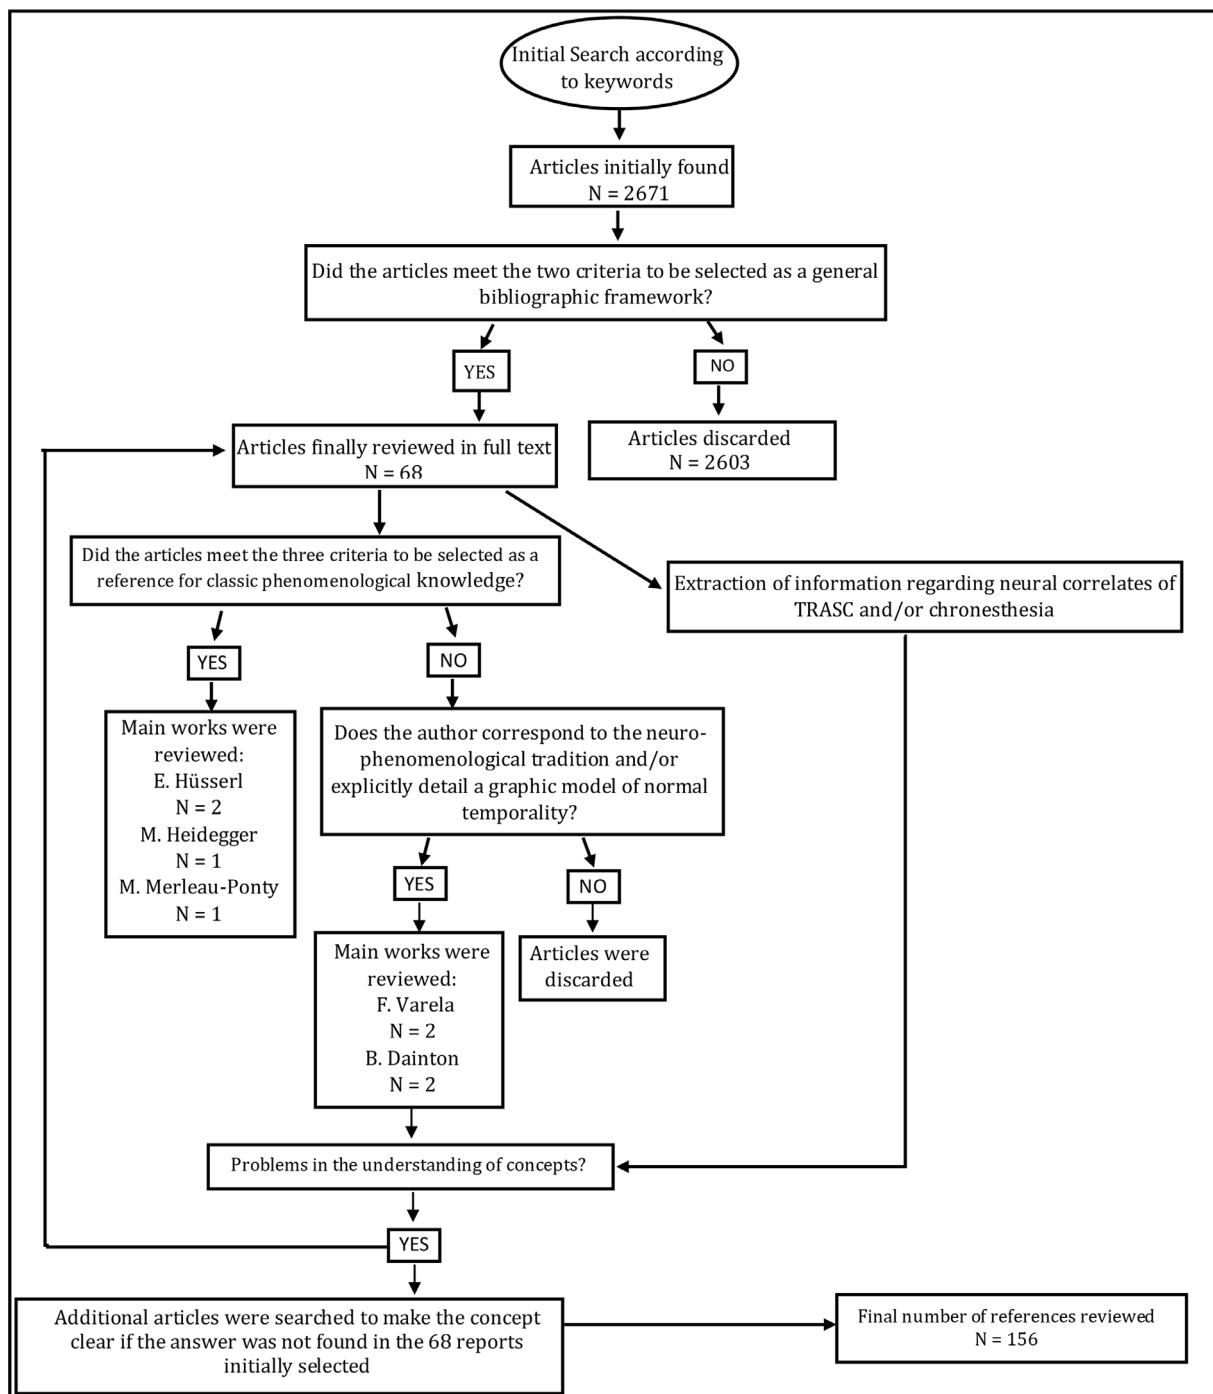 Initial Search according
to keywords
Articles initially found
N = 2671
Did the articles meet the two criteria to be selected as a general
bibliographic framework?
YES
NO
Articles discarded
N = 2603
Articles finally reviewed in full text
N = 68
Did the articles meet the three criteria to be selected as a
reference for classic phenomenological knowledge?
Extraction of information regarding neural correlates of
TRASC and/or chronesthesia
YES
NO
Main works were
reviewed:
E. Hüsserl
N = 2
M. Heidegger
N = 1
M. Merleau-Ponty
N = 1
Does the author correspond to the neuro-
phenomenological tradition and/or
explicitly detail a graphic model of normal
temporality?
YES
NO
Main works were
reviewed:
F. Varela
N = 2
B. Dainton
N = 2
Articles were
discarded
Problems in the understanding of concepts?
YES
Additional articles were searched to make the concept
clear if the answer was not found in the 68 reports
initially selected
Final number of references reviewed
N = 156